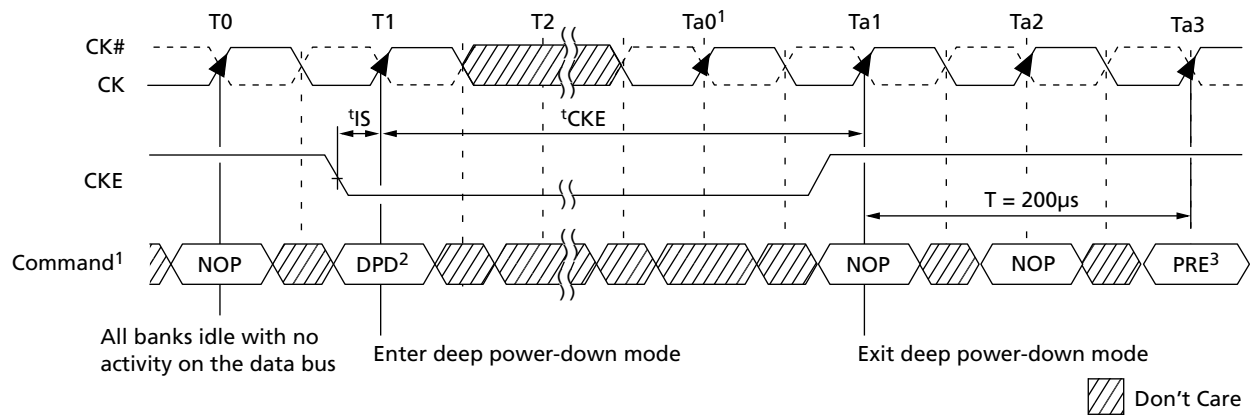 T0 T1 T2 Ta0¹ Ta1 Ta2 Ta3
CK#
CK
ᵗIS ᵗCKE
CKE
T = 200μs
Command¹ NOP DPD² NOP NOP PRE³
All banks idle with no
activity on the data bus
Enter deep power-down mode
Exit deep power-down mode
Don't Care